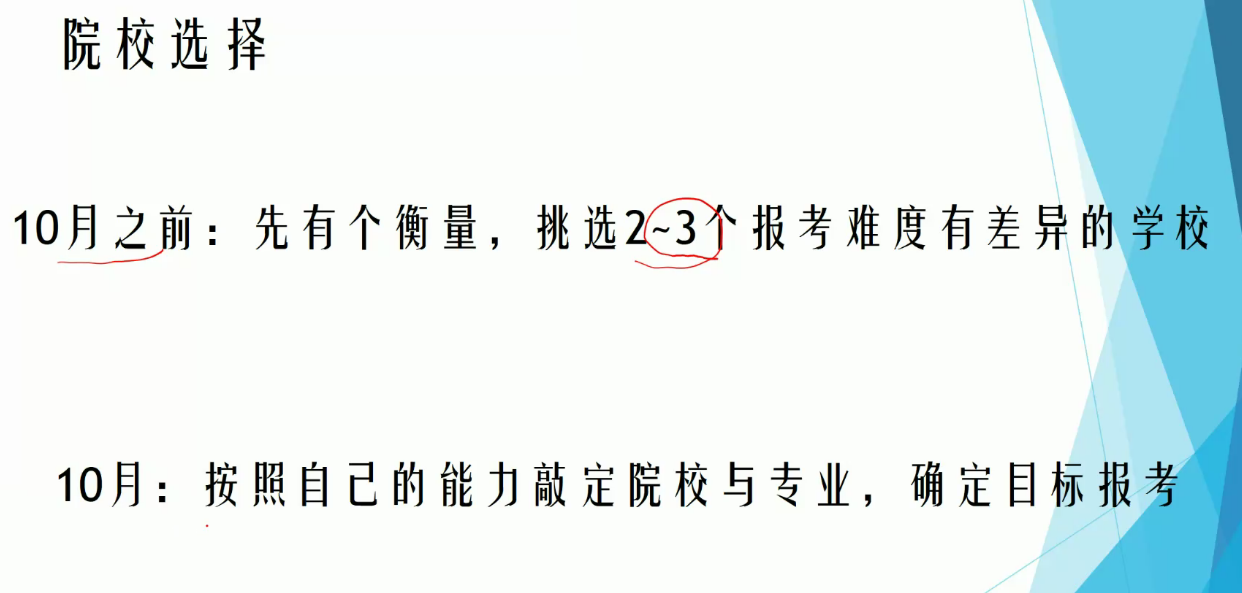 院校选择
10月之前：先有个衡量，挑选2~3个报考难度有差异的学校
10月：按照自己的能力敲定院校与专业，确定目标报考